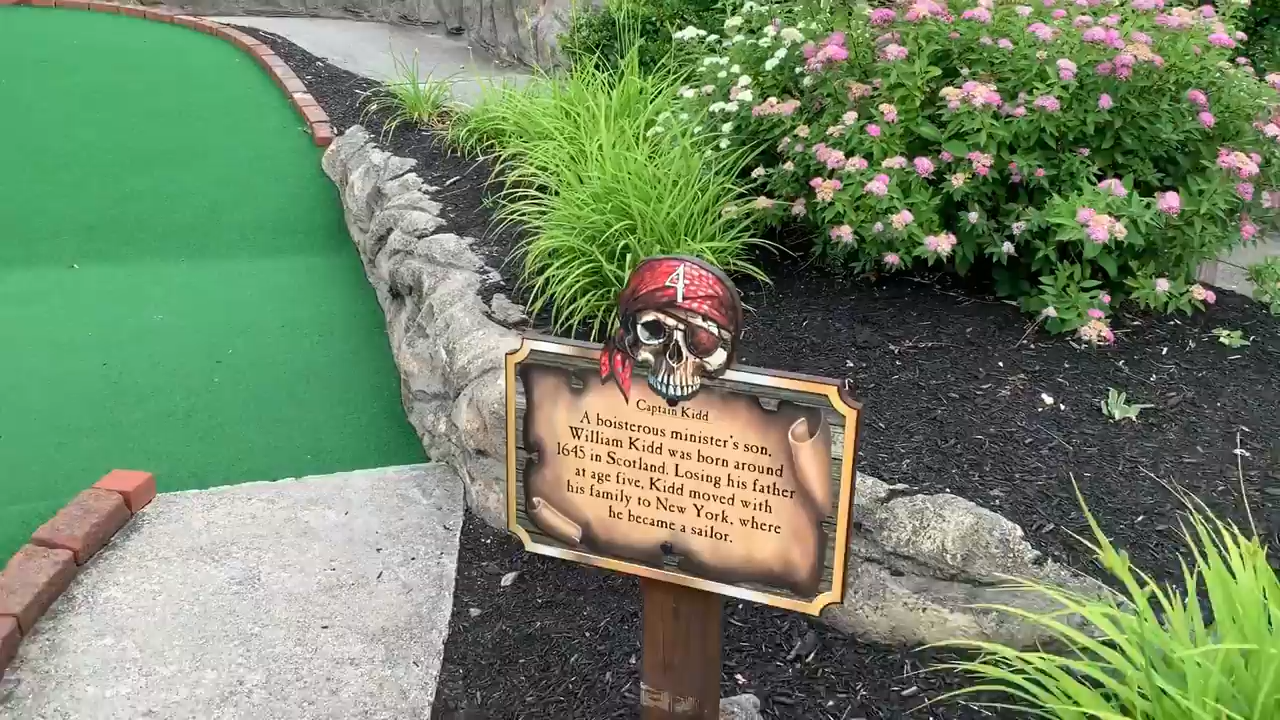 4
Captain Kidd
A boisterous minister's son,
William Kidd was born around
1645 in Scotland. Losing his father
at age five, Kidd moved with
his family to New York, where
he became a sailor.